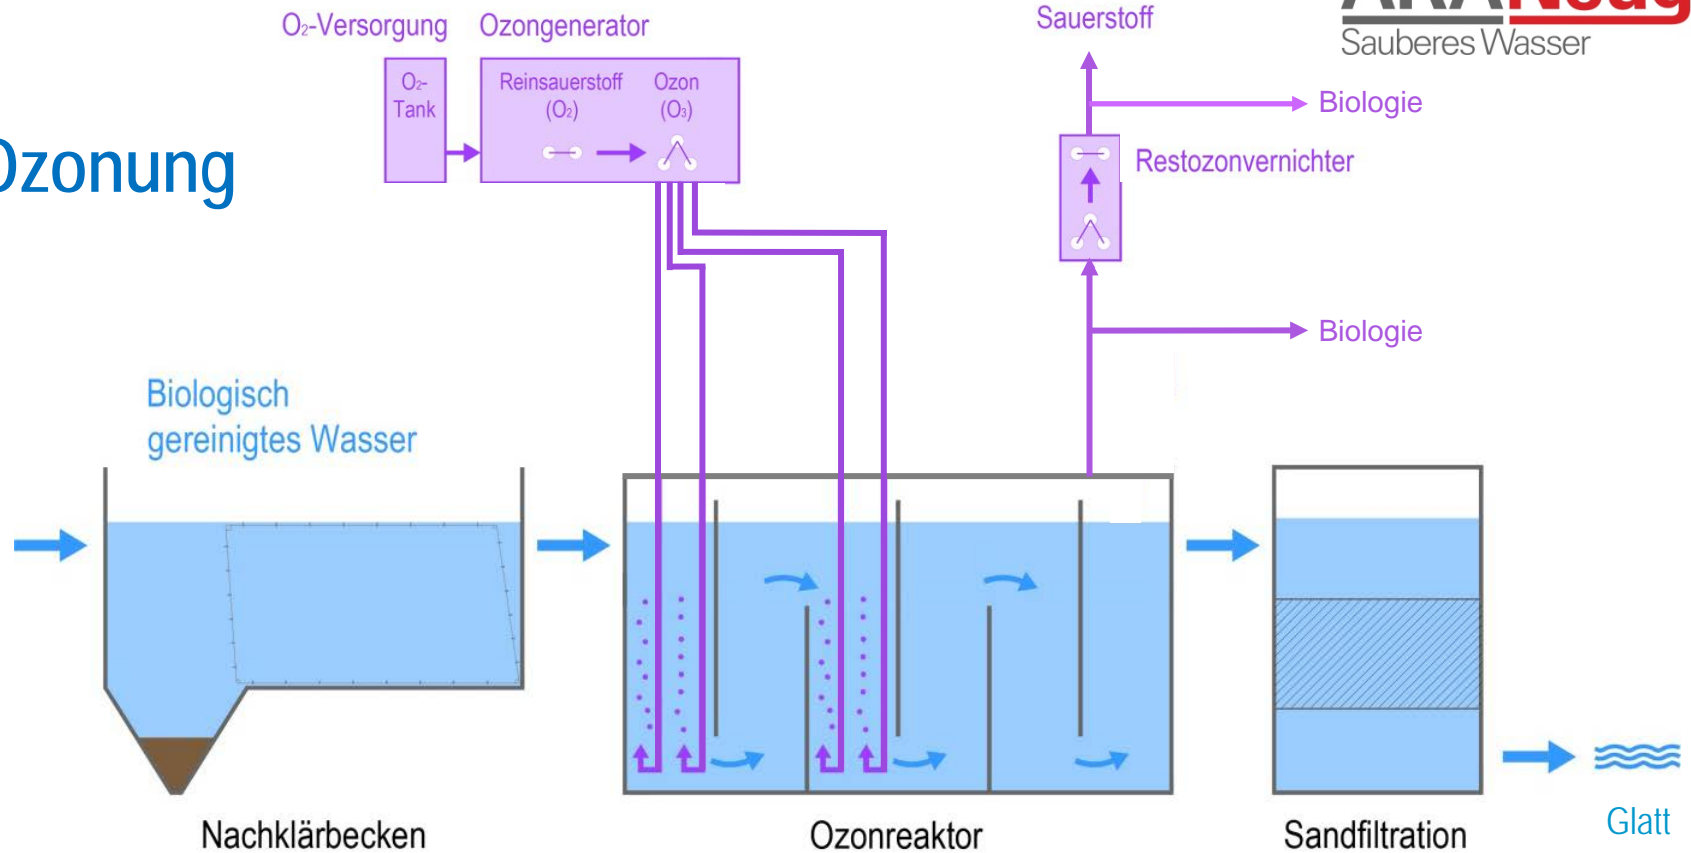 O₂-Versorgung
Ozongenerator
Sauerstoff
Sauberes Wasser
O₂-
Tank
Reinsauerstoff
(O₂)
Ozon
(O₃)
Biologie
Ozonung
Restozonvernichter
Biologie
Biologisch
gereinigtes Wasser
Nachklärbecken
Ozonreaktor
Sandfiltration
Glatt